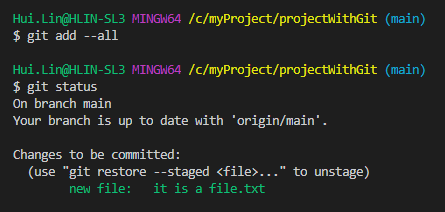 Hui.Lin@HLIN-SL3 MINGW64 /c/myProject/projectWithGit (main)
$ git add --all
Hui.Lin@HLIN-SL3 MINGW64 /c/myProject/projectWithGit (main)
$ git status
On branch main
Your branch is up to date with 'origin/main'.
Changes to be committed:
  (use "git restore --staged <file>..." to unstage)
        new file:   it is a file.txt